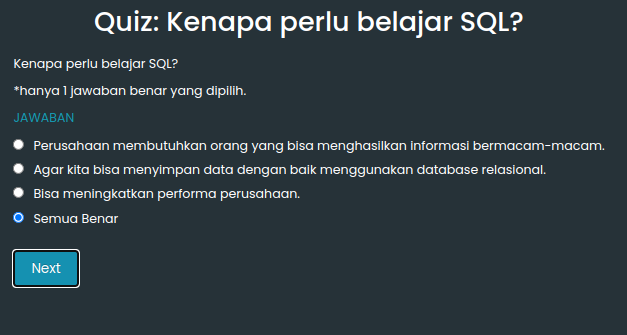 Quiz: Kenapa perlu belajar SQL?
Kenapa perlu belajar SQL?
*hanya 1 jawaban benar yang dipilih.
JAWABAN
Perusahaan membutuhkan orang yang bisa menghasilkan informasi bermacam-macam.
Agar kita bisa menyimpan data dengan baik menggunakan database relasional.
Bisa meningkatkan performa perusahaan.
Semua Benar
Next